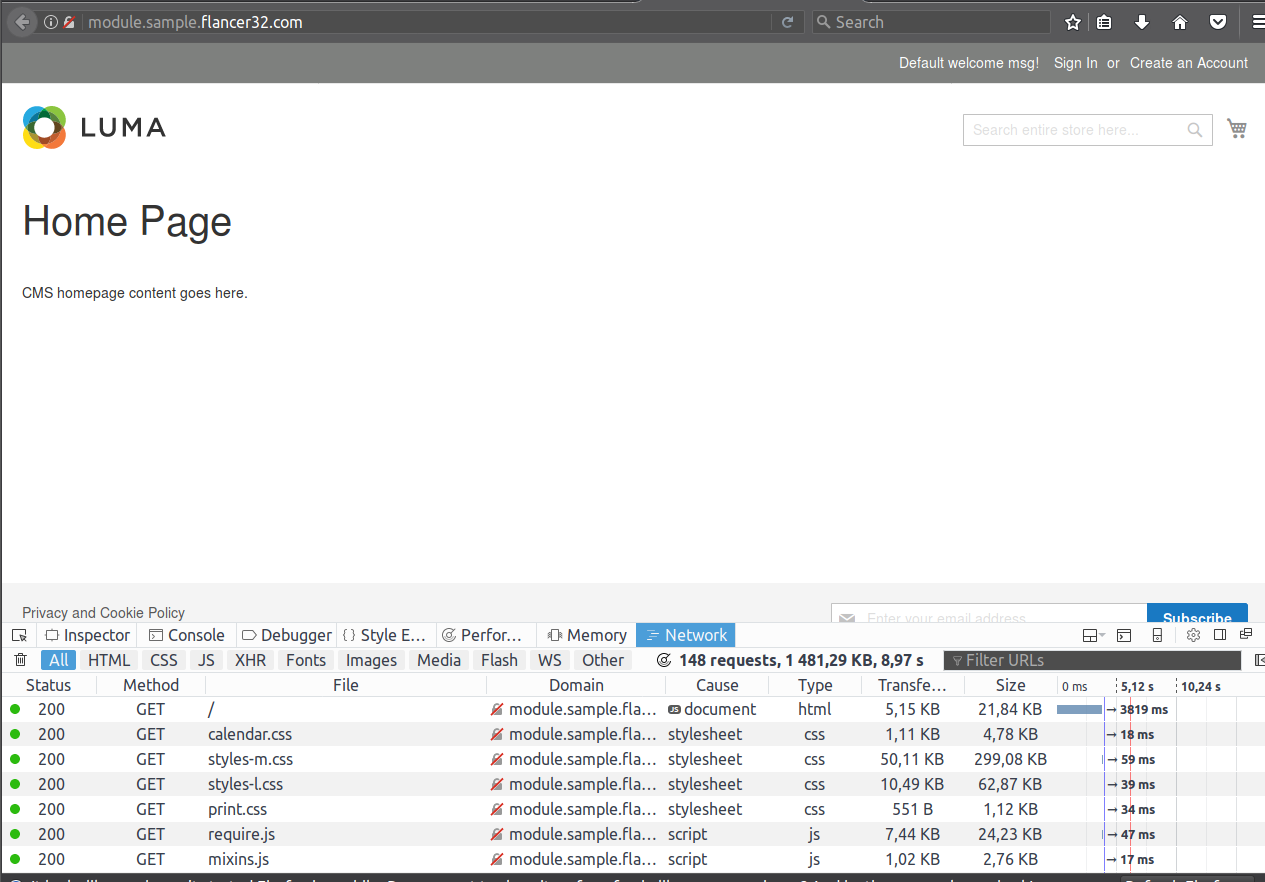 module.sample.flancer32.com Search
Default welcome msg! Sign In or Create an Account
LUMA
Search entire store here...
Home Page
CMS homepage content goes here.
Privacy and Cookie Policy
Enter your email address
Subscribe
Inspector Console Debugger {} Style E... Perfor... Memory Network
All HTML CSS JS XHR Fonts Images Media Flash WS Other 148 requests, 1 481,29 KB, 8,97 s Filter URLs
Status Method File Domain Cause Type Transfe... Size 0 ms 5,12 s 10,24 s
200 GET / module.sample.fla... JS document html 5,15 KB 21,84 KB → 3819 ms
200 GET calendar.css module.sample.fla... stylesheet css 1,11 KB 4,78 KB → 18 ms
200 GET styles-m.css module.sample.fla... stylesheet css 50,11 KB 299,08 KB → 59 ms
200 GET styles-l.css module.sample.fla... stylesheet css 10,49 KB 62,87 KB → 39 ms
200 GET print.css module.sample.fla... stylesheet css 551 B 1,12 KB → 34 ms
200 GET require.js module.sample.fla... script js 7,44 KB 24,23 KB → 47 ms
200 GET mixins.js module.sample.fla... script js 1,02 KB 2,76 KB → 17 ms